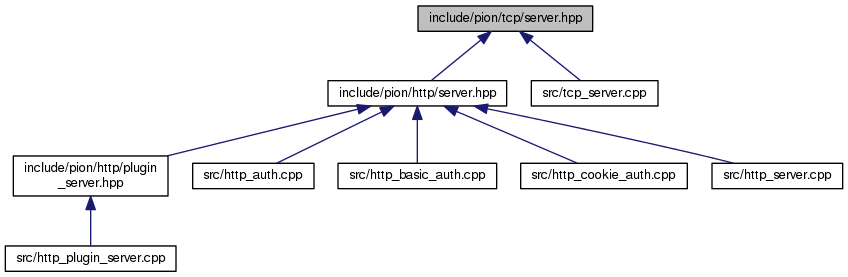 include/pion/tcp/server.hpp
include/pion/http/server.hpp
src/tcp_server.cpp
include/pion/http/plugin
_server.hpp
src/http_auth.cpp
src/http_basic_auth.cpp
src/http_cookie_auth.cpp
src/http_server.cpp
src/http_plugin_server.cpp